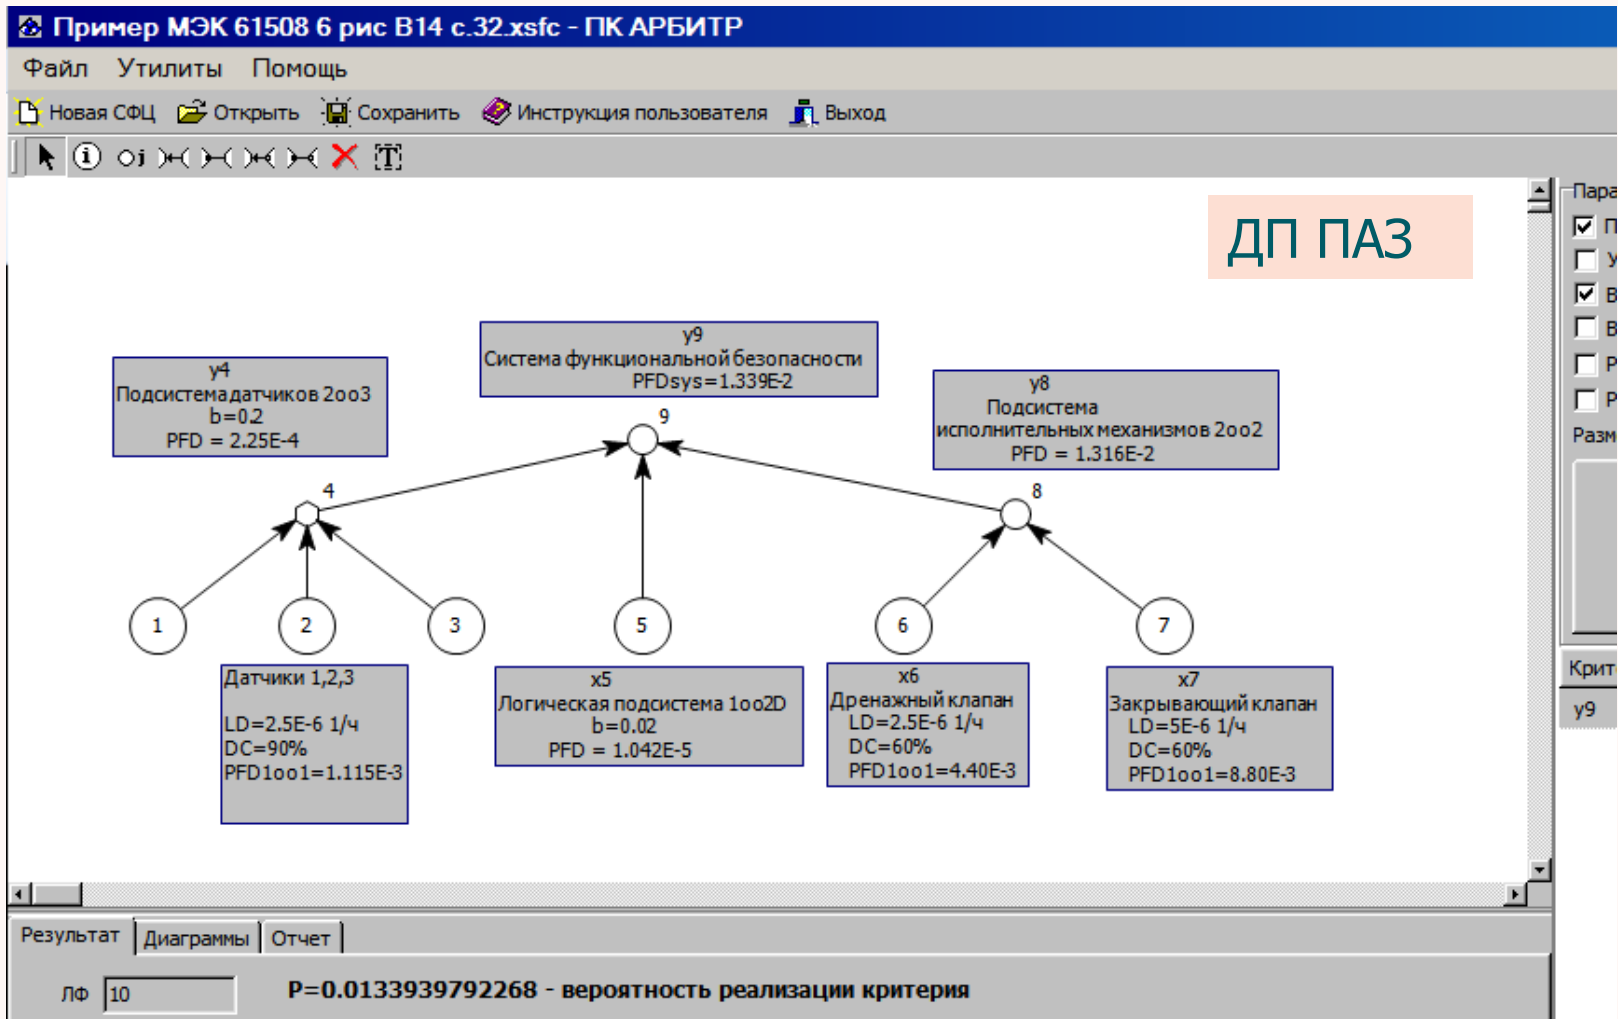 Пример МЭК 61508 6 рис В14 с.32.xsfc - ПК АРБИТР
Файл Утилиты Помощь
Новая СФЦ Открыть Сохранить Инструкция пользователя Выход
i j T
ДП ПАЗ
Пара
П
У
В
В
Р
Р
Разм
y9
Система функциональной безопасности
PFDsys=1.339E-2
y4
Подсистема датчиков 2oo3
b=0.2
PFD = 2.25E-4
y8
Подсистема
исполнительных механизмов 2oo2
PFD = 1.316E-2
9
4
8
1
2
3
5
6
7
Датчики 1,2,3
LD=2.5E-6 1/ч
DC=90%
PFD1oo1=1.115E-3
x5
Логическая подсистема 1oo2D
b=0.02
PFD = 1.042E-5
x6
Дренажный клапан
LD=2.5E-6 1/ч
DC=60%
PFD1oo1=4.40E-3
x7
Закрывающий клапан
LD=5E-6 1/ч
DC=60%
PFD1oo1=8.80E-3
Крит
y9
Результат Диаграммы Отчет
ЛФ 10 P=0.0133939792268 - вероятность реализации критерия